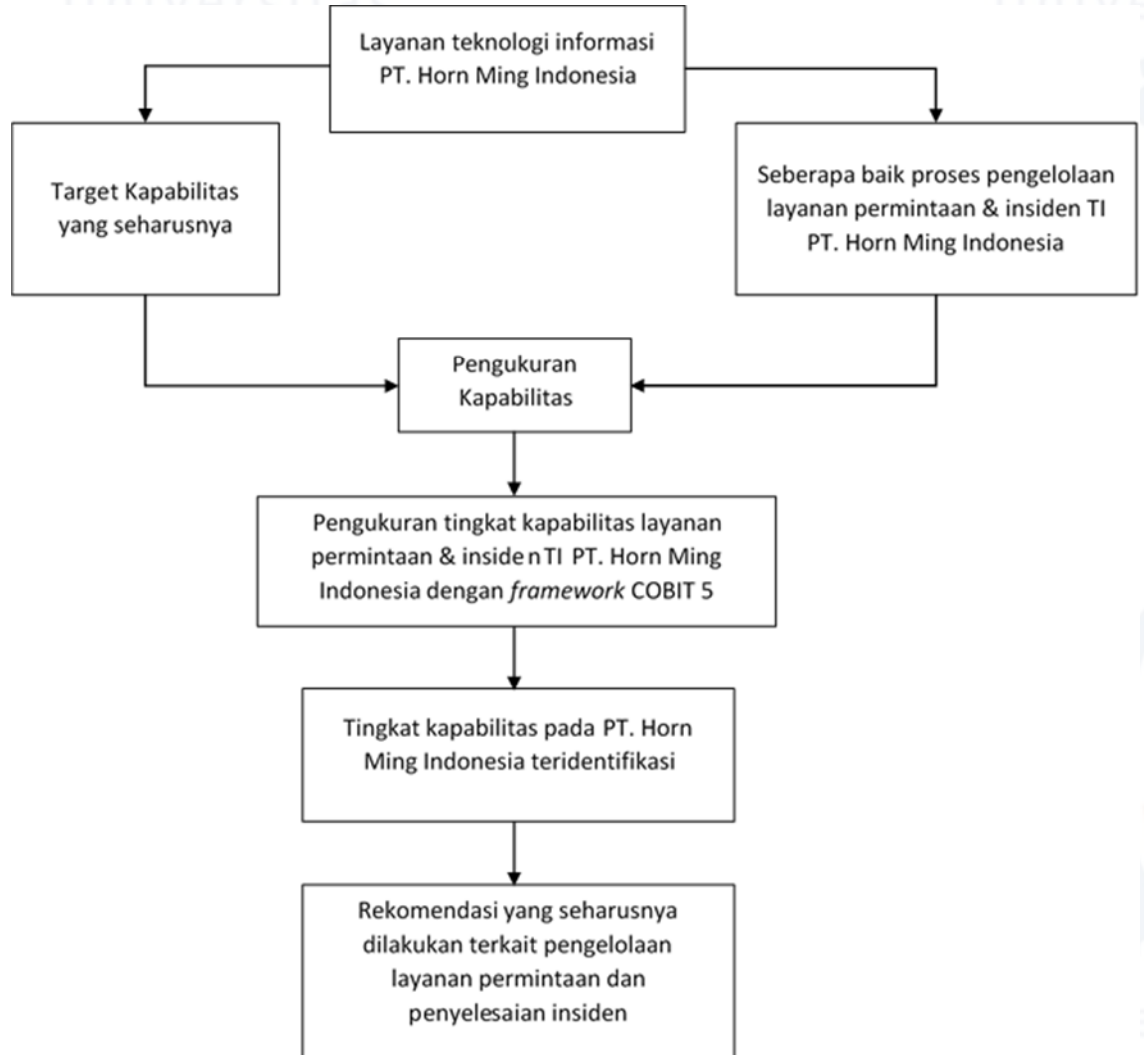 Layanan teknologi informasi
PT. Horn Ming Indonesia
Target Kapabilitas
yang seharusnya
Seberapa baik proses pengelolaan
layanan permintaan & insiden TI
PT. Horn Ming Indonesia
Pengukuran
Kapabilitas
Pengukuran tingkat kapabilitas layanan
permintaan & insiden TI PT. Horn Ming
Indonesia dengan framework COBIT 5
Tingkat kapabilitas pada PT. Horn
Ming Indonesia teridentifikasi
Rekomendasi yang seharusnya
dilakukan terkait pengelolaan
layanan permintaan dan
penyelesaian insiden